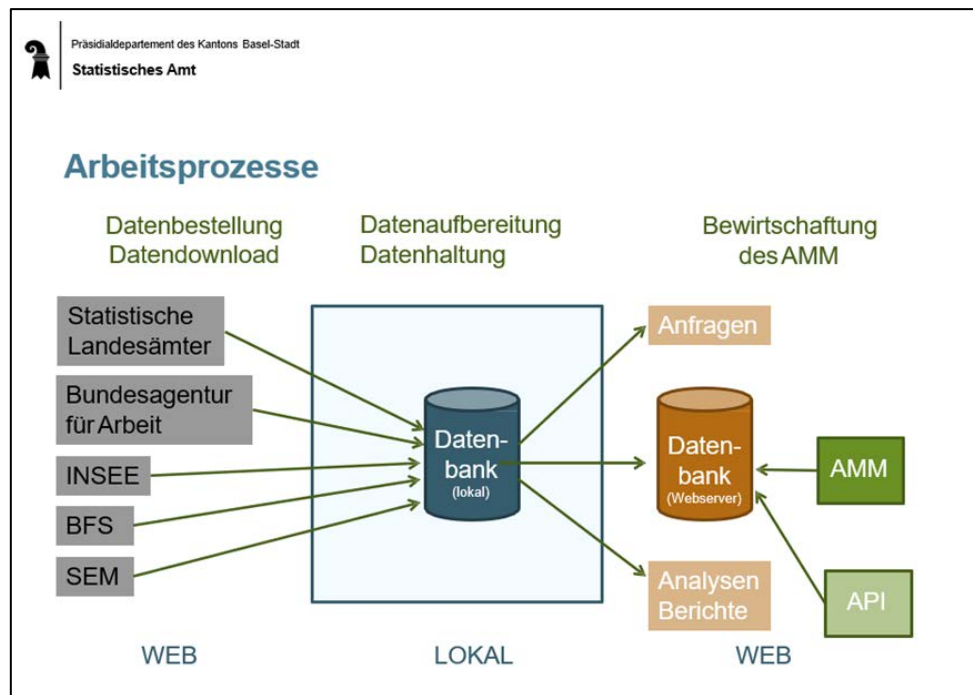 Präsidialdepartement des Kantons Basel-Stadt
Statistisches Amt
Arbeitsprozesse
Datenbestellung
Datendownload
Datenaufbereitung
Datenhaltung
Bewirtschaftung
des AMM
Statistische
Landesämter
Bundesagentur
für Arbeit
INSEE
BFS
SEM
Daten-
bank
(lokal)
Anfragen
Daten-
bank
(Webserver)
Analysen
Berichte
AMM
API
WEB
LOKAL
WEB